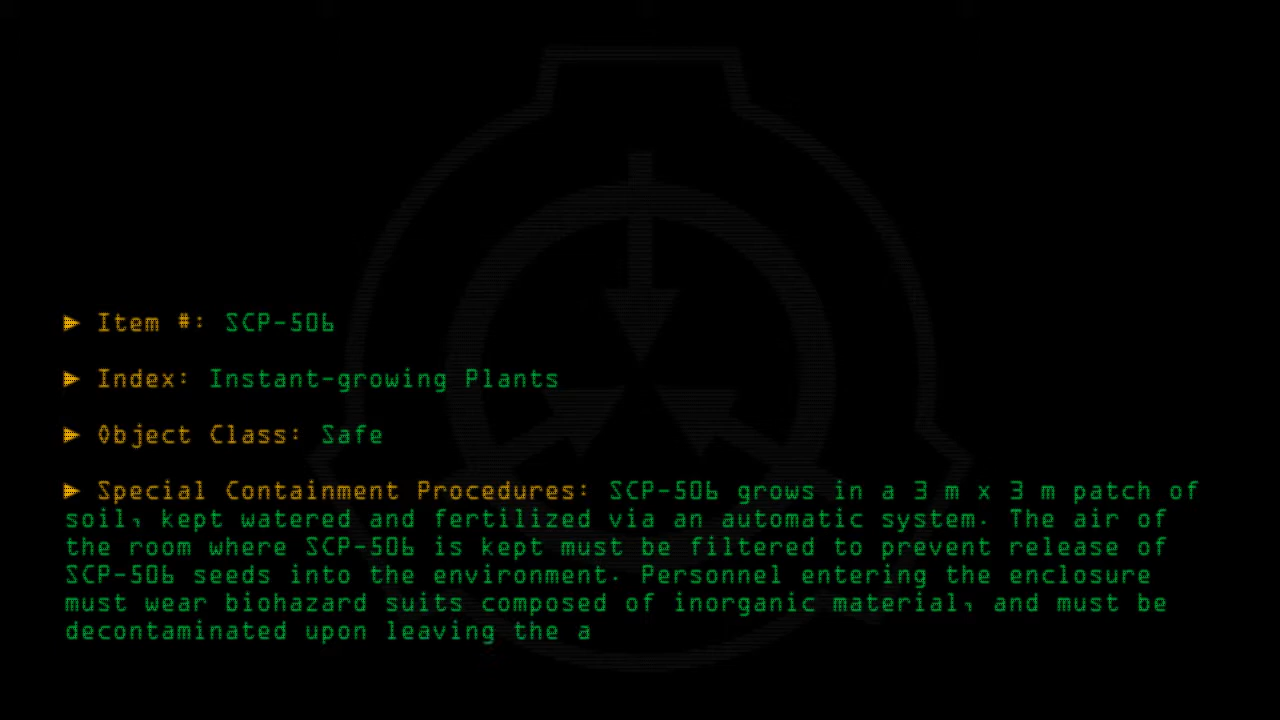 ► Item #: SCP-506
► Index: Instant-growing Plants
► Object Class: Safe
► Special Containment Procedures: SCP-506 grows in a 3 m x 3 m patch of
soil, kept watered and fertilized via an automatic system. The air of
the room where SCP-506 is kept must be filtered to prevent release of
SCP-506 seeds into the environment. Personnel entering the enclosure
must wear biohazard suits composed of inorganic material, and must be
decontaminated upon leaving the a